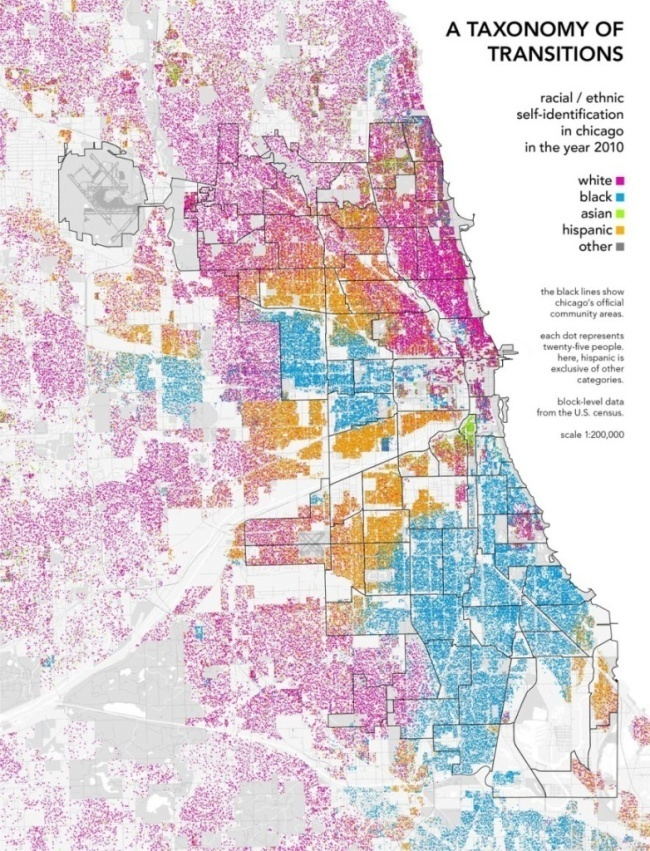 A TAXONOMY OF
TRANSITIONS
racial / ethnic
self-identification
in chicago
in the year 2010
white
black
asian
hispanic
other
the black lines show
chicago's official
community areas.
each dot represents
twenty-five people.
here, hispanic is
exclusive of other
categories.
block-level data
from the U.S. census.
scale 1:200,000